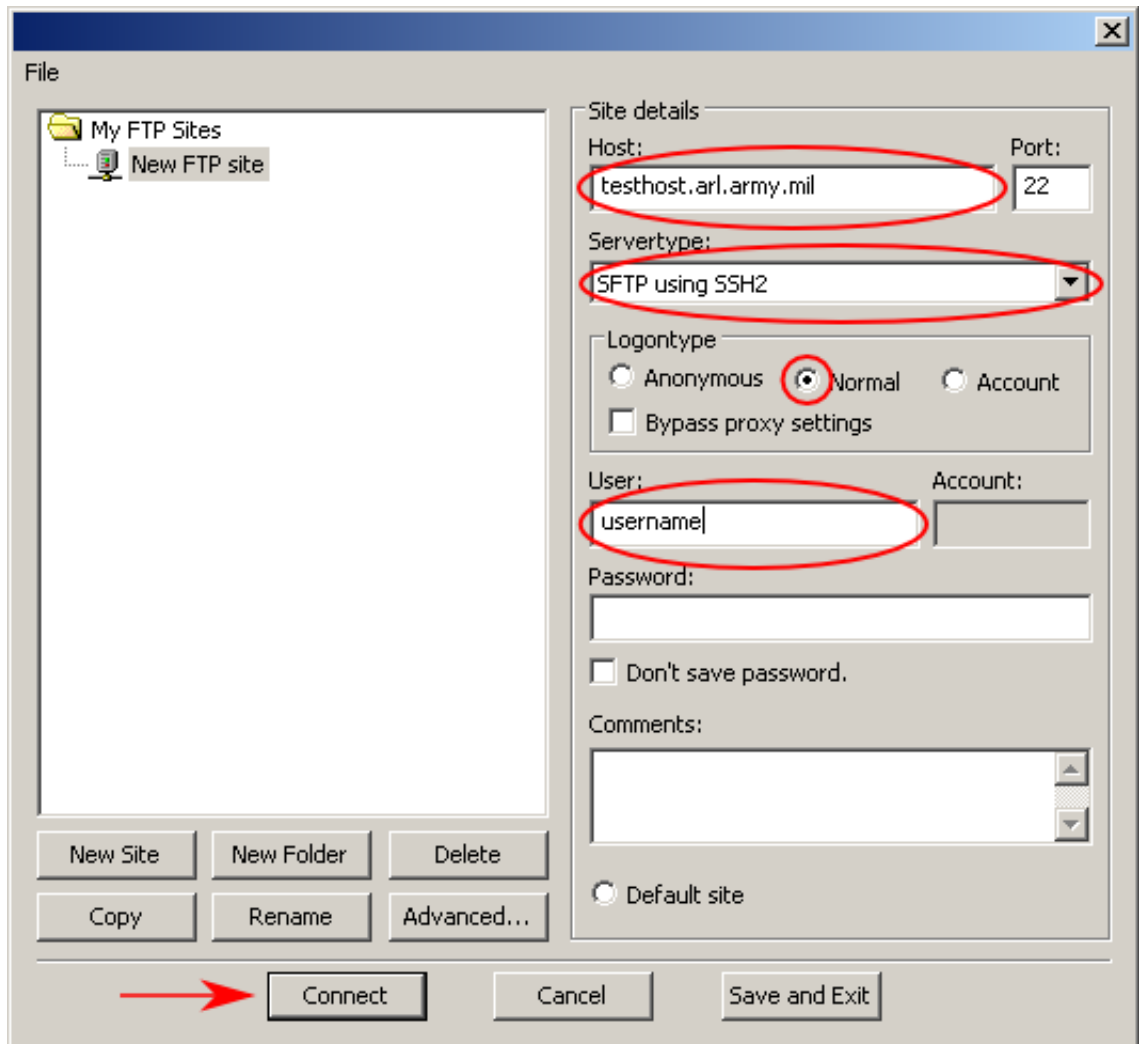 File
My FTP Sites
New FTP site
Site details
Host: Port:
testhost.arl.army.mil 22
Servertype:
SFTP using SSH2
Logontype
Anonymous Normal Account
Bypass proxy settings
User: Account:
username
Password:
Don't save password.
Comments:
Default site
New Site New Folder Delete
Copy Rename Advanced...
Connect Cancel Save and Exit